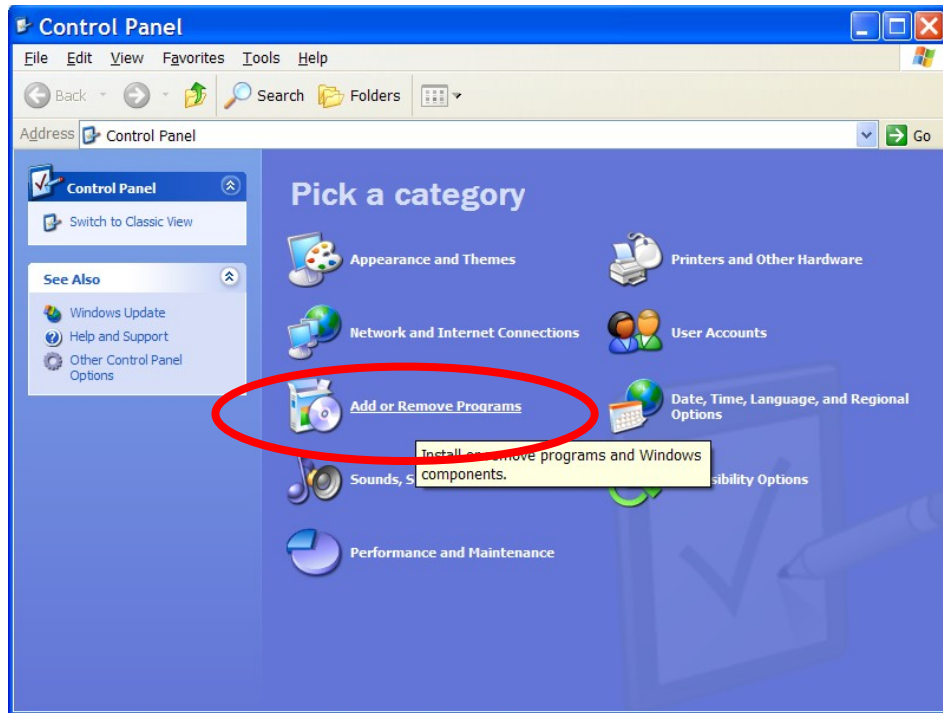 Control Panel
File Edit View Favorites Tools Help
Back Search Folders
Address Control Panel Go
Control Panel
Switch to Classic View
See Also
Windows Update
Help and Support
Other Control Panel
Options
Pick a category
Appearance and Themes
Printers and Other Hardware
Network and Internet Connections
User Accounts
Add or Remove Programs
Date, Time, Language, and Regional
Options
Install or remove programs and Windows
components.
Sounds, S
sibility Options
Performance and Maintenance